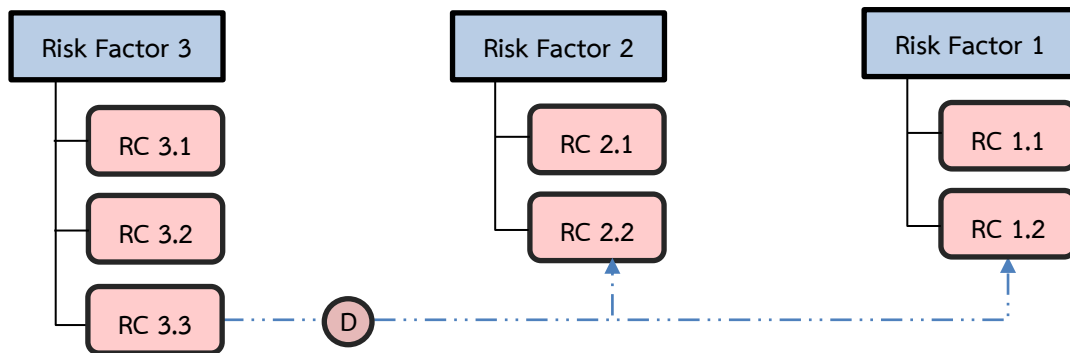 Risk Factor 3
Risk Factor 2
Risk Factor 1
RC 3.1
RC 2.1
RC 1.1
RC 3.2
RC 2.2
RC 1.2
RC 3.3
D